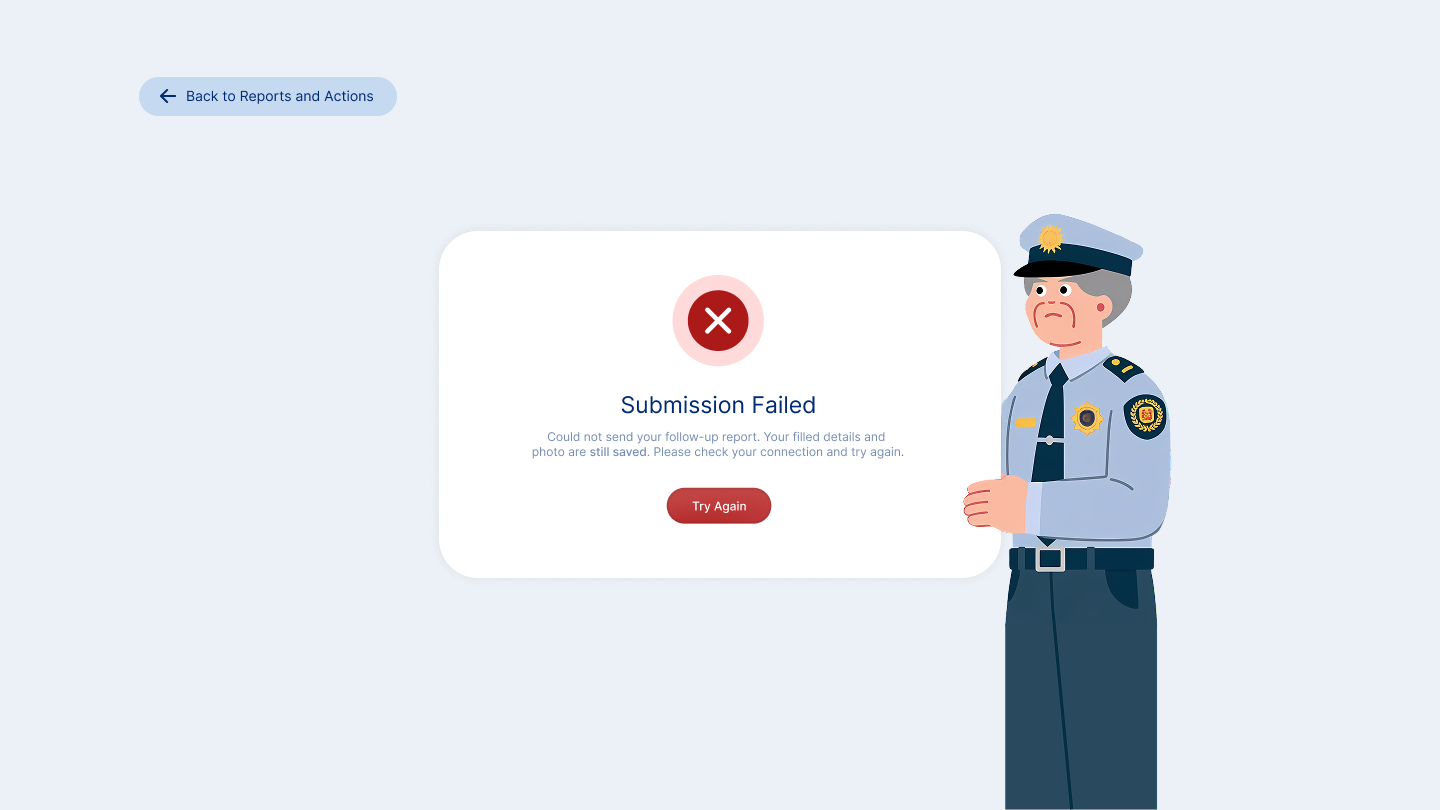 Back to Reports and Actions
Submission Failed
Could not send your follow-up report. Your filled details and
photo are still saved. Please check your connection and try again.
Try Again